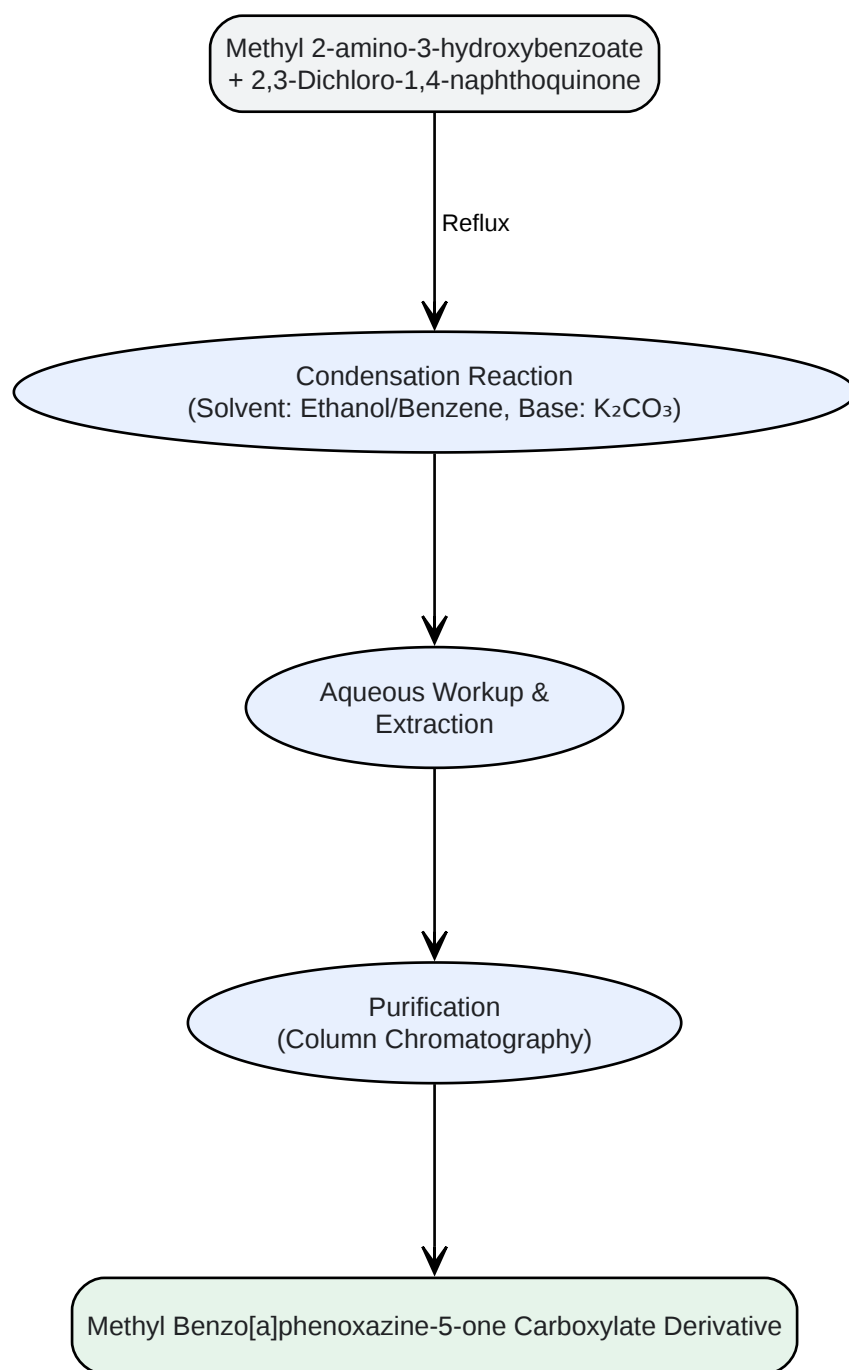 Methyl 2-amino-3-hydroxybenzoate
+ 2,3-Dichloro-1,4-naphthoquinone
Reflux
Condensation Reaction
(Solvent: Ethanol/Benzene, Base: K₂CO₃)
Aqueous Workup &
Extraction
Purification
(Column Chromatography)
Methyl Benzo[a]phenoxazine-5-one Carboxylate Derivative